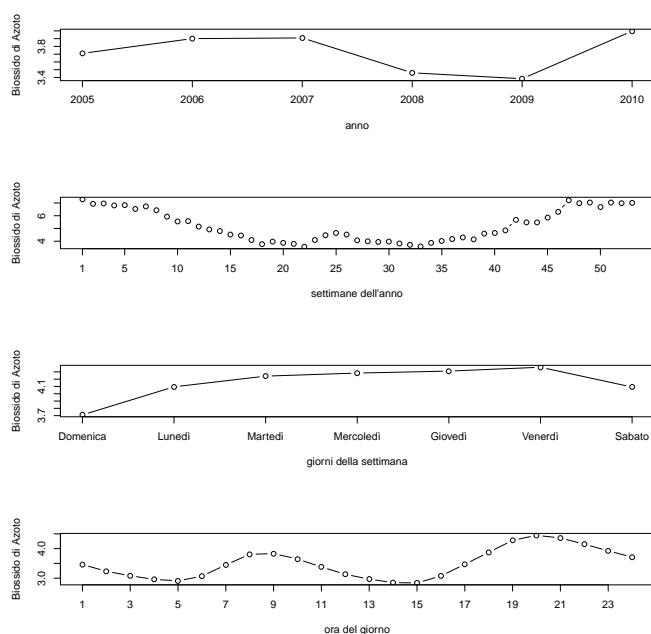 Biossido di Azoto
3.8
3.4
2005 2006 2007 2008 2009 2010
anno
Biossido di Azoto
6
4
1 5 10 15 20 25 30 35 40 45 50
settimane dell'anno
Biossido di Azoto
4.1
3.7
Domenica Lunedì Martedì Mercoledì Giovedì Venerdì Sabato
giorni della settimana
Biossido di Azoto
4.0
3.0
1 3 5 7 9 11 13 15 17 19 21 23
ora del giorno